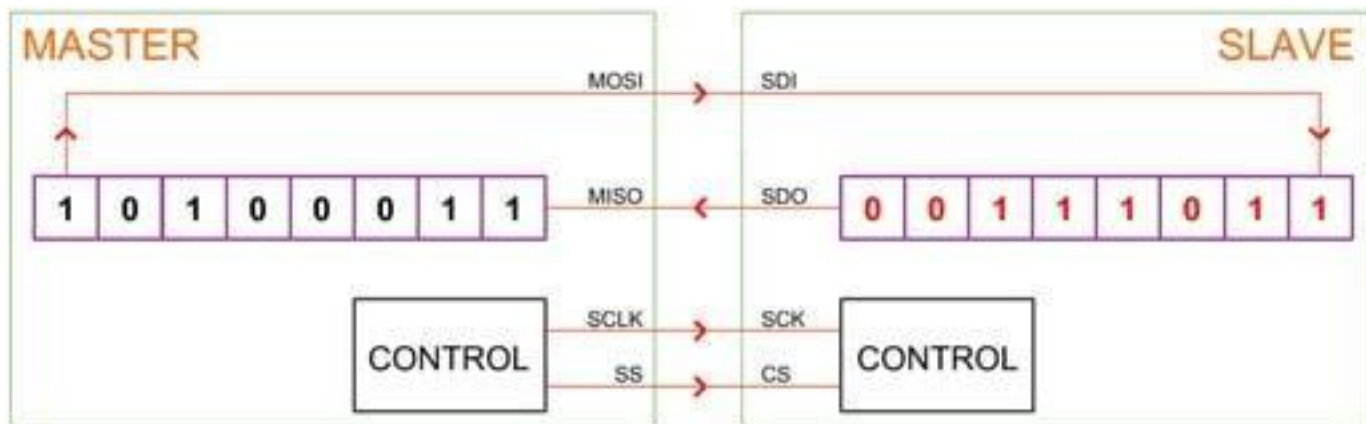 MASTER
SLAVE
MOSI SDI
1 0 1 0 0 0 1 1 MISO SDO 0 0 1 1 1 0 1 1
SCLK SCK
CONTROL CONTROL
SS CS